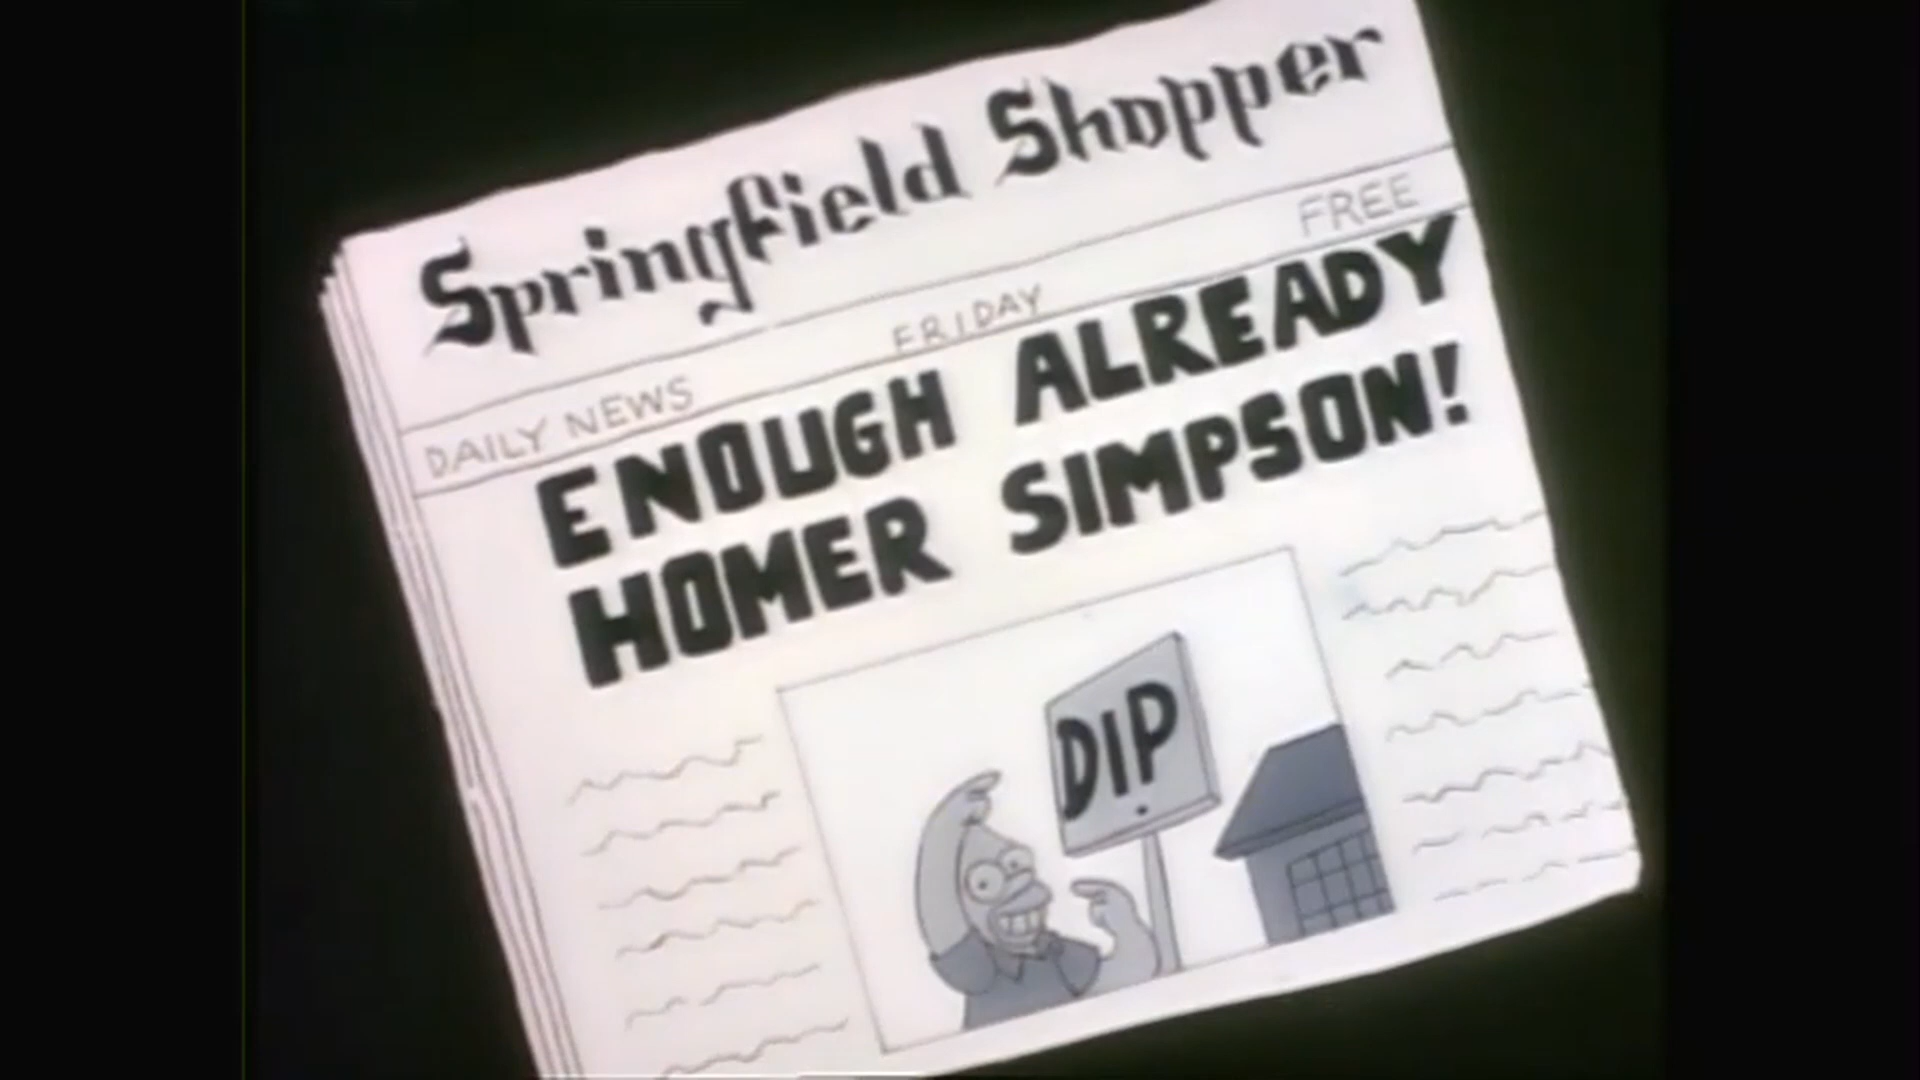 Springfield Shopper
DAILY NEWS FRIDAY FREE
ENOUGH ALREADY
HOMER SIMPSON!
DIP